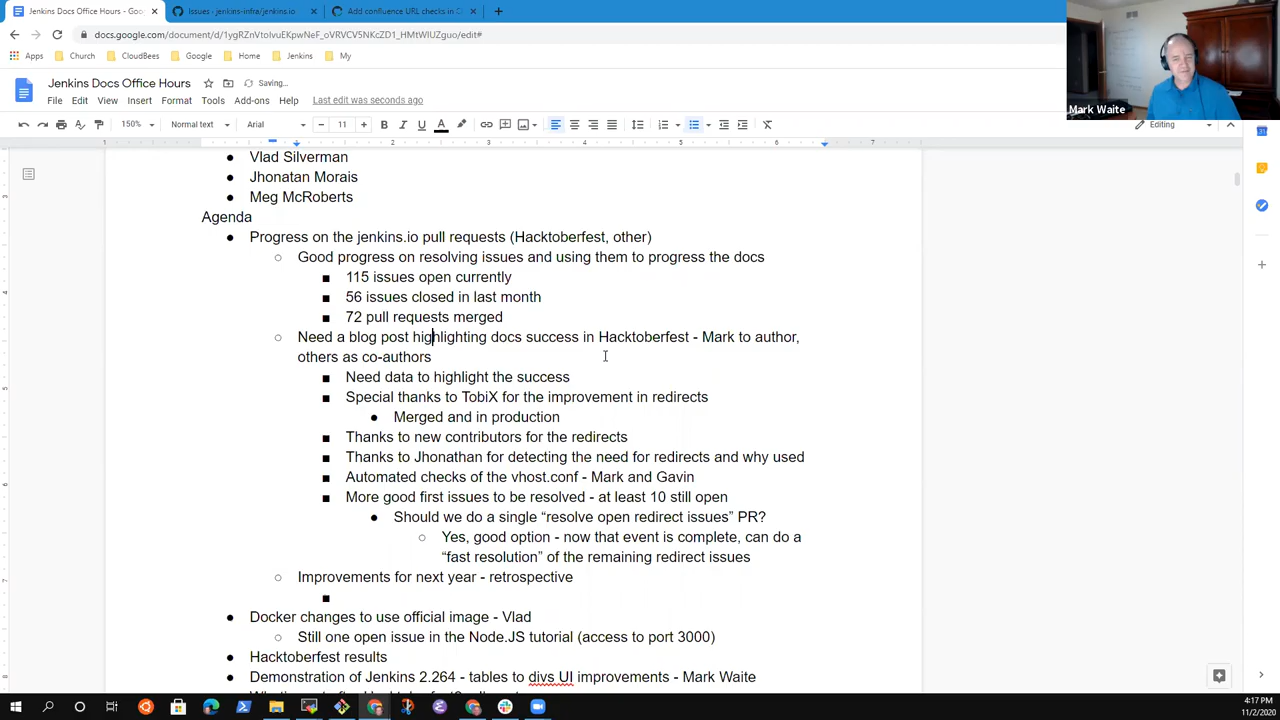 Jenkins Docs Office Hours - Goo
Issues · jenkins-infra/jenkins.io
Add confluence URL checks in C
docs.google.com/document/d/1ygRZnVtoIvuEKpwNeF_oVRVCV5NKcZD1_HMtWIUZguo/edit#
Apps
Church
CloudBees
Google
Home
Jenkins
My
Mark Waite
Jenkins Docs Office Hours
Saving...
File Edit View Insert Format Tools Add-ons Help Last edit was seconds ago
150% Normal text Arial 11 B I U A Editing
1 1 2 3 4 5 6 7
Vlad Silverman
Jhonatan Morais
Meg McRoberts
Agenda
Progress on the jenkins.io pull requests (Hacktoberfest, other)
Good progress on resolving issues and using them to progress the docs
115 issues open currently
56 issues closed in last month
72 pull requests merged
Need a blog post highlighting docs success in Hacktoberfest - Mark to author,
others as co-authors
Need data to highlight the success
Special thanks to TobiX for the improvement in redirects
Merged and in production
Thanks to new contributors for the redirects
Thanks to Jhonathan for detecting the need for redirects and why used
Automated checks of the vhost.conf - Mark and Gavin
More good first issues to be resolved - at least 10 still open
Should we do a single “resolve open redirect issues” PR?
Yes, good option - now that event is complete, can do a
“fast resolution” of the remaining redirect issues
Improvements for next year - retrospective
Docker changes to use official image - Vlad
Still one open issue in the Node.JS tutorial (access to port 3000)
Hacktoberfest results
Demonstration of Jenkins 2.264 - tables to divs UI improvements - Mark Waite
4:17 PM
11/2/2020